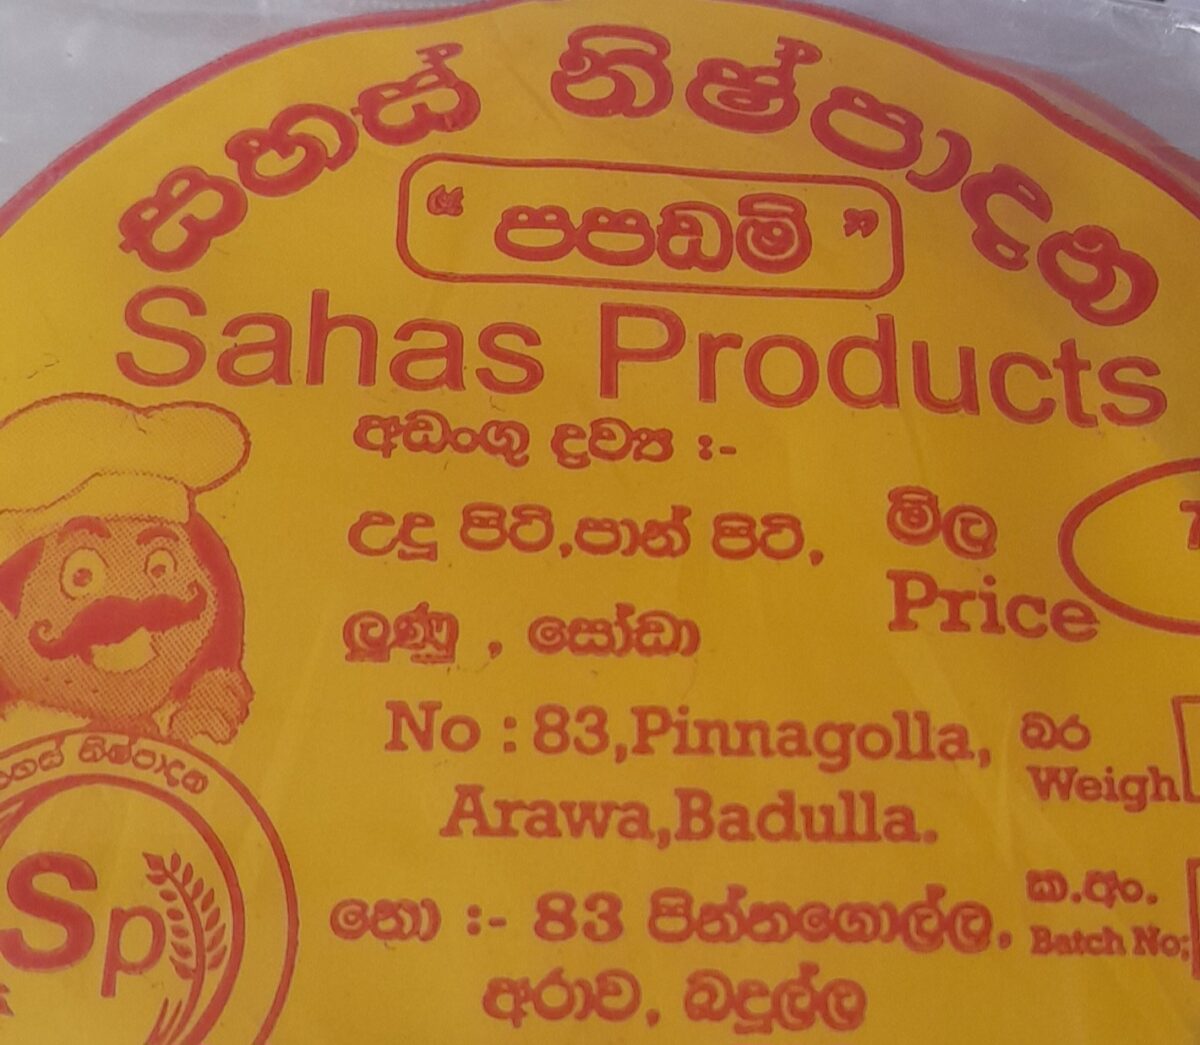 සහස් නිෂ්පාදන
“ පපඩම් ”
Sahas Products
අඩංගු ද්‍රව්‍ය :-
උඳු පිටි,පාන් පිටි,
ලුණු , සෝඩා
මිල
Price
No : 83,Pinnagolla,
Arawa,Badulla.
බර
Weigh
නො :- 83 පින්නගොල්ල,
අරාව, බදුල්ල
ක.අං.
Batch No:
නිෂ්පාදන
Sp